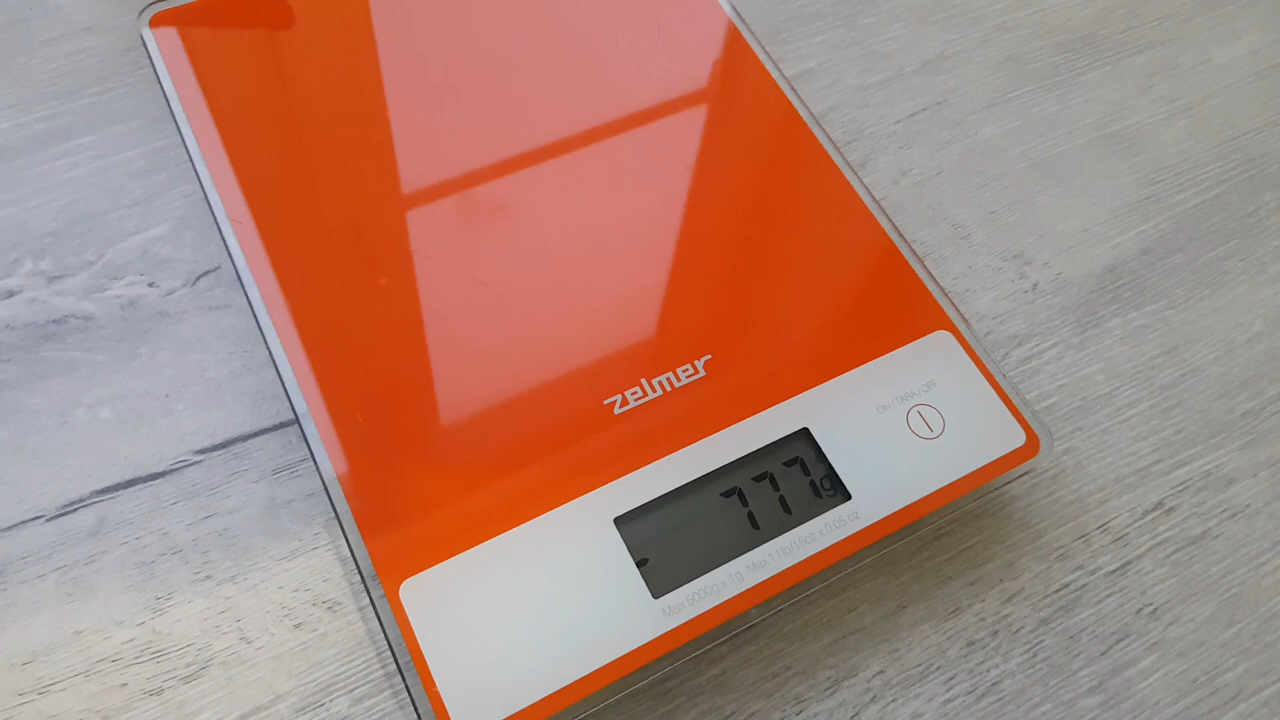 zelmer
ON / TARA / OFF
777g
Max 5000g x 1g Max 11lb/15oz x 0.05 oz